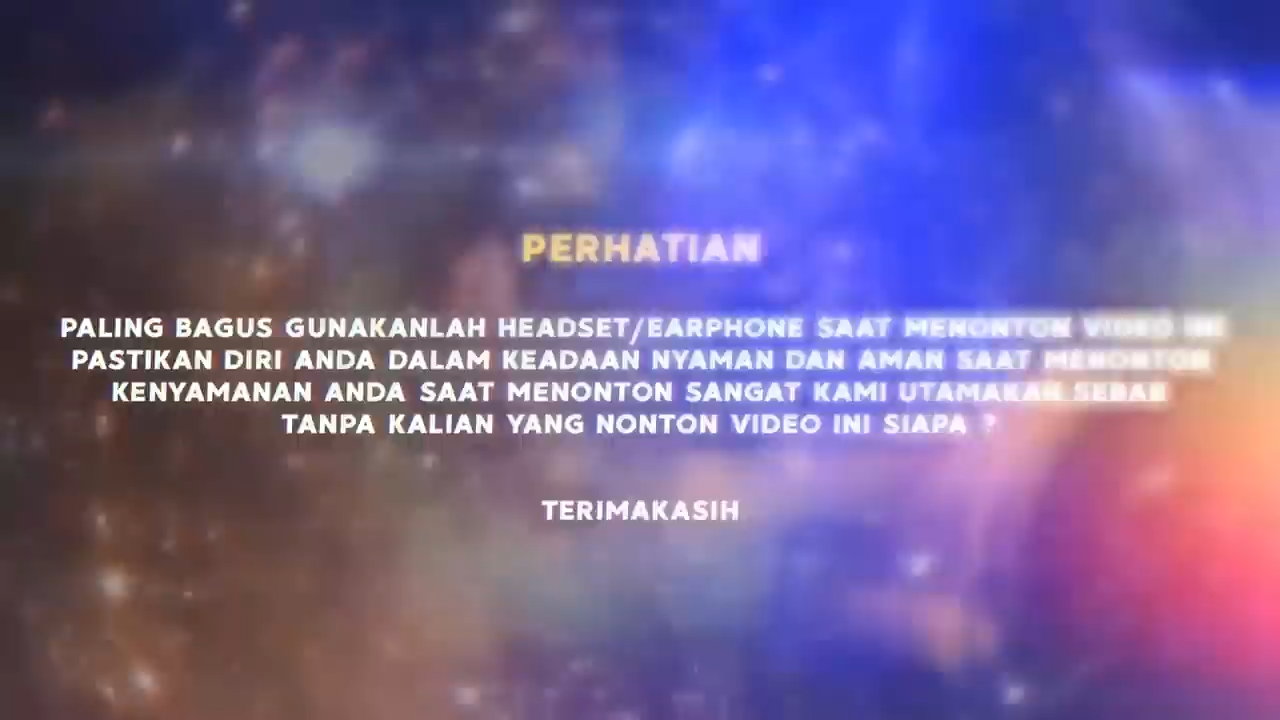 PERHATIAN
PALING BAGUS GUNAKANLAH HEADSET/EARPHONE SAAT MENONTON VIDEO INI
PASTIKAN DIRI ANDA DALAM KEADAAN NYAMAN DAN AMAN SAAT MENONTON
KENYAMANAN ANDA SAAT MENONTON SANGAT KAMI UTAMAKAN SEBAB
TANPA KALIAN YANG NONTON VIDEO INI SIAPA ?
TERIMAKASIH